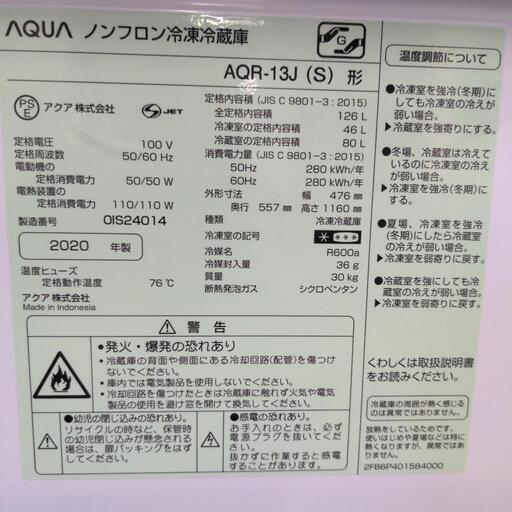 AQUA ノンフロン冷凍冷蔵庫
G
AQR-13J (S) 形
PS
E
アクア株式会社
S-JET
定格電圧 100 V
定格周波数 50/60 Hz
電動機の
定格消費電力 50/50 W
電熱装置の
定格消費電力 110/110 W
製造番号 OIS24014
2020 年製
温度ヒューズ
定格動作温度 76℃
アクア株式会社
Made in Indonesia
定格内容積 (JIS C 9801-3 : 2015)
全定格内容積 126 L
冷凍室の定格内容積 46 L
冷蔵室の定格内容積 80 L
消費電力量 (JIS C 9801-3 : 2015)
50Hz 280 kWh/年
60Hz 280 kWh/年
外形寸法 幅 476 ㎜
奥行 557 ㎜ 高さ 1160 ㎜
種類 冷凍冷蔵庫
冷凍室の記号
冷媒名 R600a
冷媒封入量 36 g
質量 30 kg
断熱発泡ガス シクロペンタン
警告
●発火・爆発の恐れあり
・冷蔵庫の背面や側面にある冷却回路(配管)を傷つけ
ないでください。
・庫内では電気製品を使用しないでください。
・冷却回路を傷つけたときは冷蔵庫に触れず火気や電気
製品の使用を避け窓を開けて換気してください。
●幼児の閉じ込みの恐れあり。
リサイクルの時など、保管時
の幼児閉じ込みが懸念される
場合は、扉パッキングをはずし
てください。
●感電の恐れあり。
お手入れのときは、必ず
電源プラグを抜いてくだ
さい。
抜かずに作業すると感電
することがあります。
温度調節について
●冷凍室を強冷(冬期)に
しても冷凍室の冷えが
弱い場合。
▶冷蔵室を強寄りにする。
●冬場、冷蔵室は冷えて
いるのに冷凍室の冷えが
弱い場合。
▶冷凍室を強冷(冬期)にする。
●夏場、冷凍室を強冷
(冬期)にしたら冷蔵室
の冷えが弱い場合。
▶冷凍室を弱寄りに戻す。
●冷蔵室を強にしても冷
蔵室の冷えが弱い場合。
▶冷蔵室を弱寄りに戻す。
くわしくは取扱説明書
をお読みください。
冷蔵庫の周囲が熱く感じる
のは異常ではありません。
放熱しているためです。
使いはじめや夏場などは特に
熱くなりますが異常ではありません。
2FB6P401584000